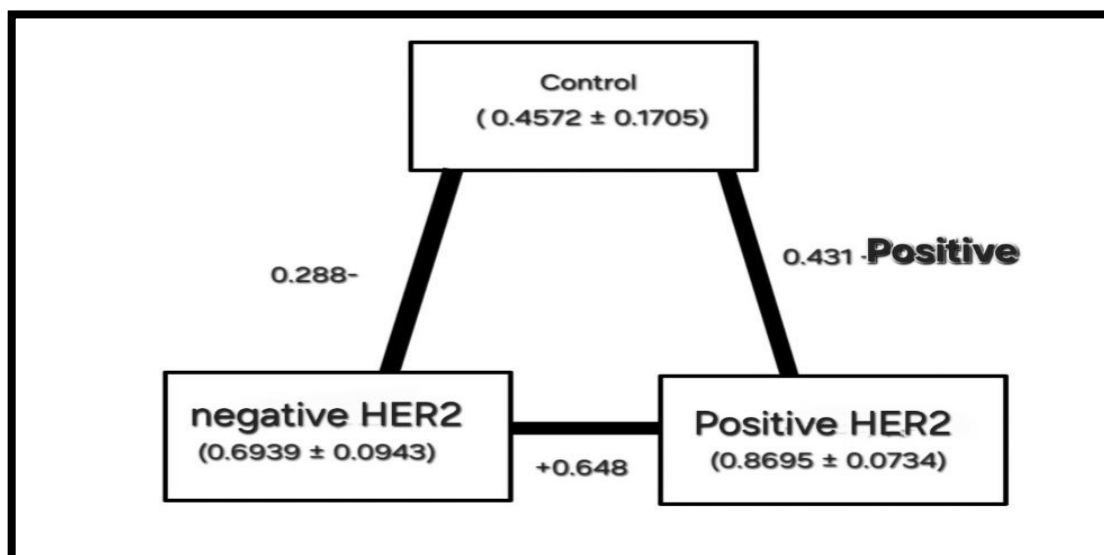 Control
( 0.4572 ± 0.1705)
0.288-
0.431 -Positive
negative HER2
(0.6939 ± 0.0943)
+0.648
Positive HER2
(0.8695 ± 0.0734)